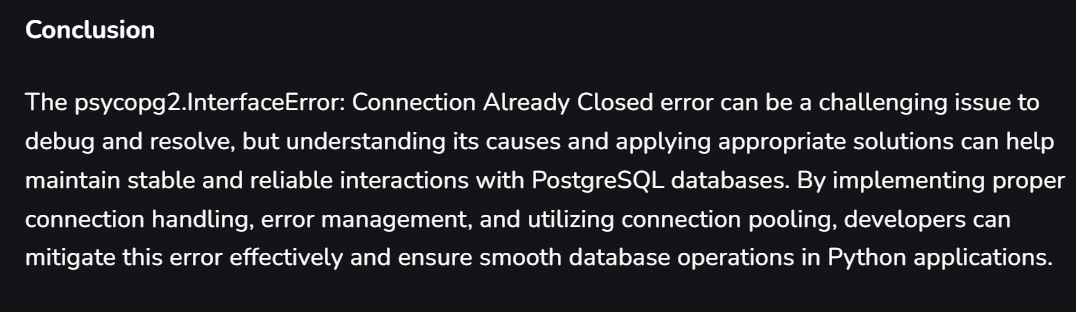 Conclusion
The psycopg2.InterfaceError: Connection Already Closed error can be a challenging issue to
debug and resolve, but understanding its causes and applying appropriate solutions can help
maintain stable and reliable interactions with PostgreSQL databases. By implementing proper
connection handling, error management, and utilizing connection pooling, developers can
mitigate this error effectively and ensure smooth database operations in Python applications.